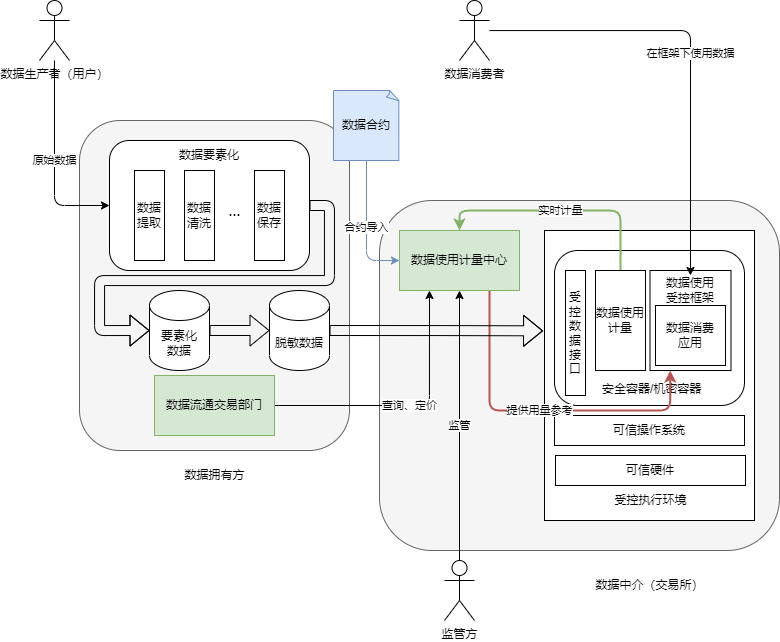 数据生产者（用户）
数据消费者
在框架下使用数据
数据合约
原始数据
数据要素化
数据
提取
数据
清洗
...
数据
保存
合约导入
实时计量
数据使用计量中心
受
控
数
据
接
口
数据使用
计量
数据使用
受控框架
数据消费
应用
要素化
数据
脱敏数据
安全容器/机密容器
数据流通交易部门
查询、定价
提供用量参考
监管
可信操作系统
可信硬件
受控执行环境
数据拥有方
数据中介（交易所）
监管方